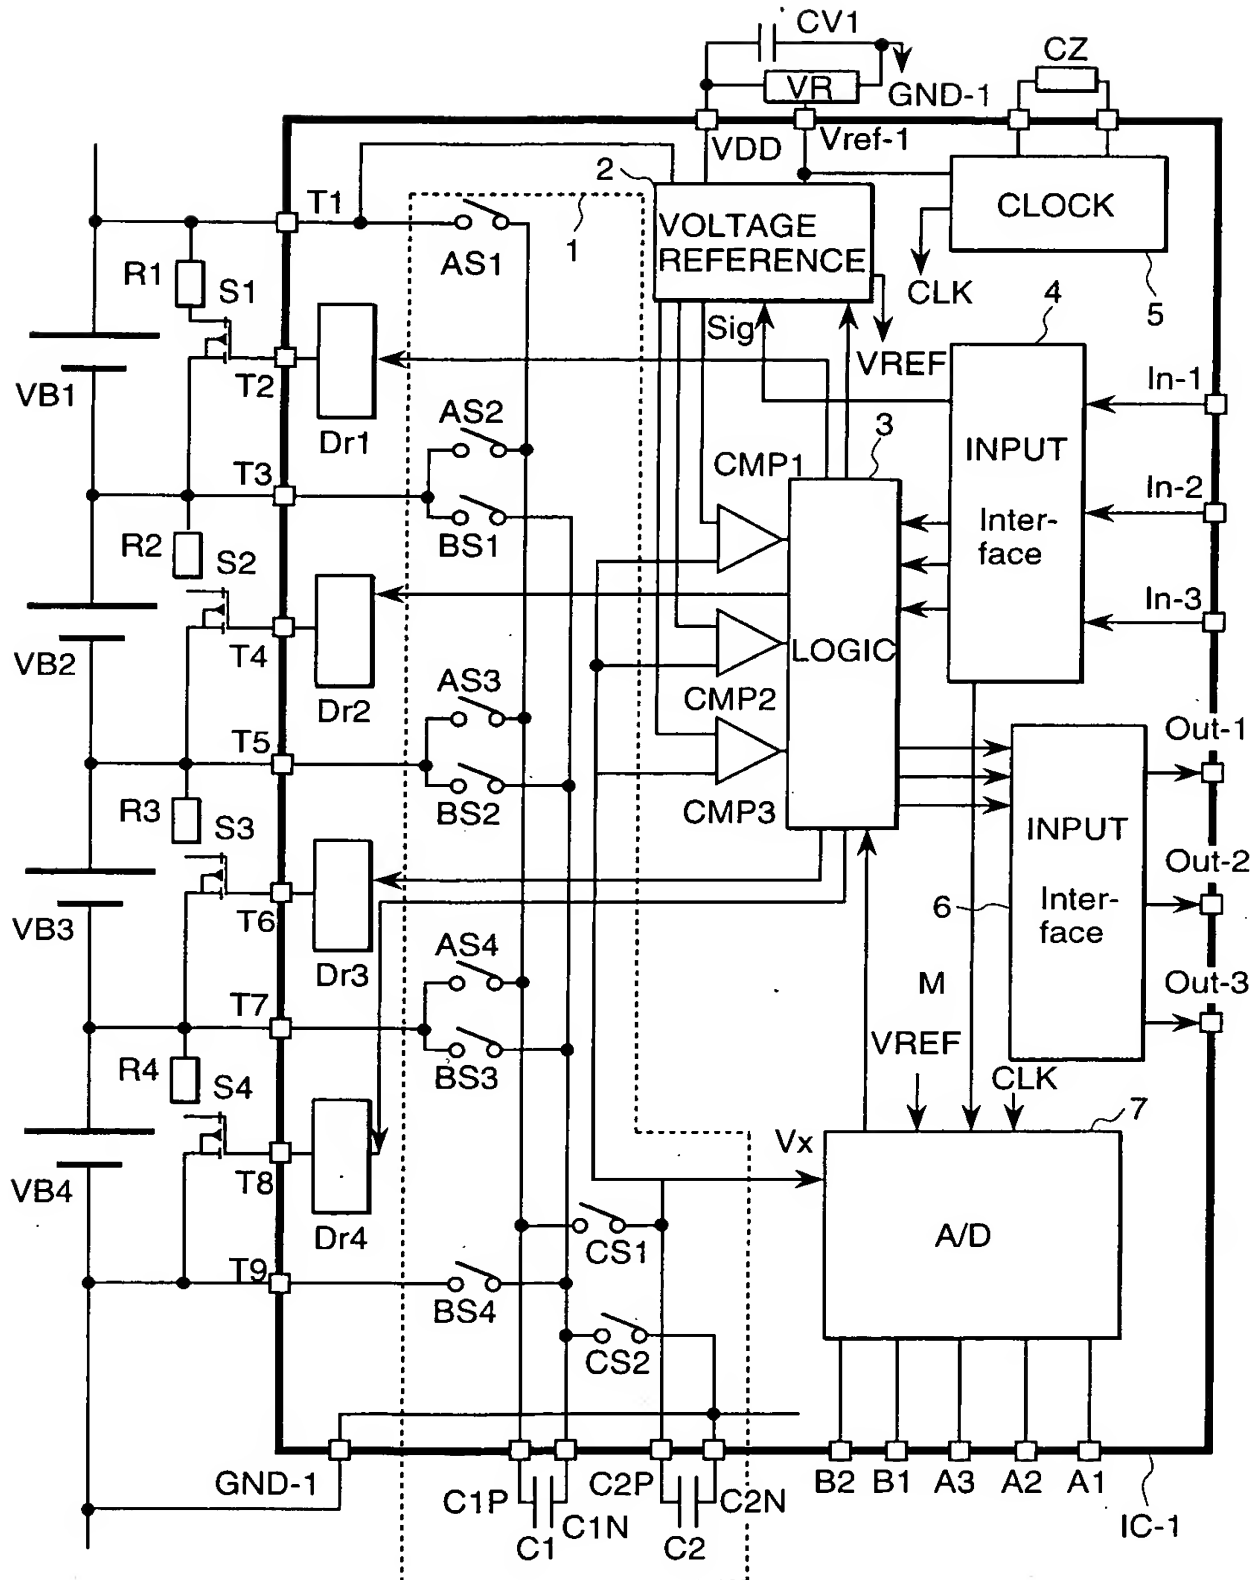 CV1
CZ
VR
GND-1
VDD
Vref-1
2
T1
1
VOLTAGE
REFERENCE
CLOCK
R1
S1
AS1
CLK
5
4
Sig
VREF
VB1
T2
Dr1
In-1
AS2
3
CMP1
INPUT
T3
In-2
BS1
Inter-
face
R2
S2
In-3
VB2
T4
LOGIC
AS3
CMP2
Dr2
Out-1
T5
R3
S3
BS2
CMP3
INPUT
Out-2
VB3
T6
6
Inter-
face
AS4
Dr3
M
Out-3
T7
VREF
R4
S4
BS3
CLK
7
Vx
VB4
T8
Dr4
CS1
A/D
T9
BS4
CS2
GND-1
C1P
C1N
C2P
C2N
B2
B1
A3
A2
A1
C1
C2
IC-1